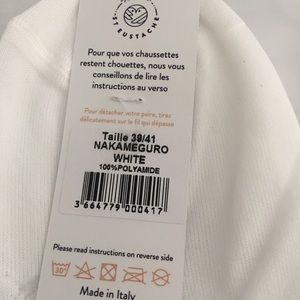 ST EUSTACHE
Pour que vos chaussettes
restent chouettes, nous vous
conseillons de lire les
instructions au verso
Pour détacher votre paire, tirez
délicatement sur le fil qui dépasse
Taille 39/41
NAKAMEGURO
WHITE
100%POLYAMIDE
3 664779 000417
Please read instructions on reverse side
30°
Made in Italy